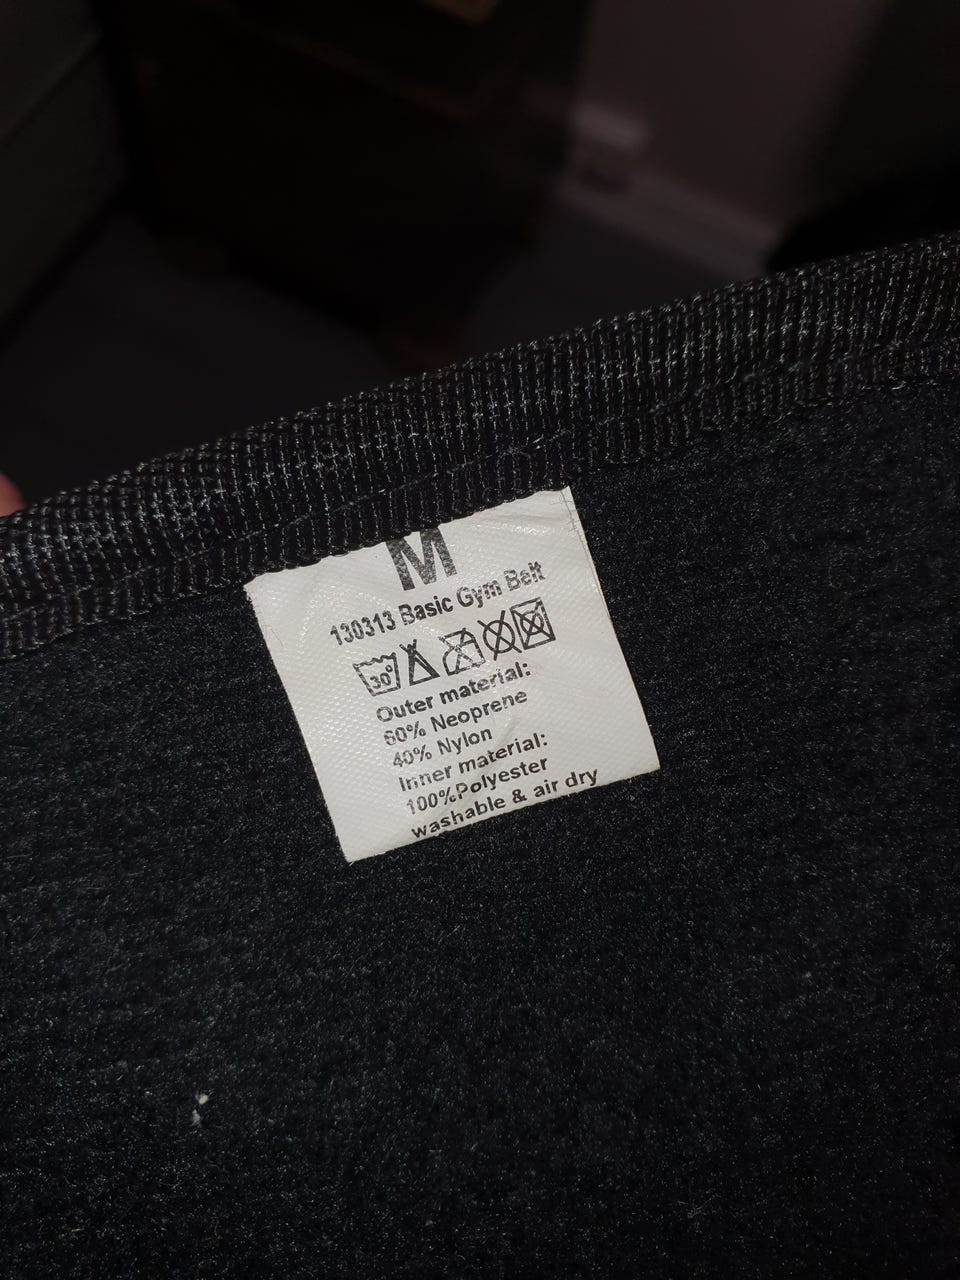 M
130313 Basic Gym Belt
30°
Outer material:
60% Neoprene
40% Nylon
Inner material:
100%Polyester
washable & air dry